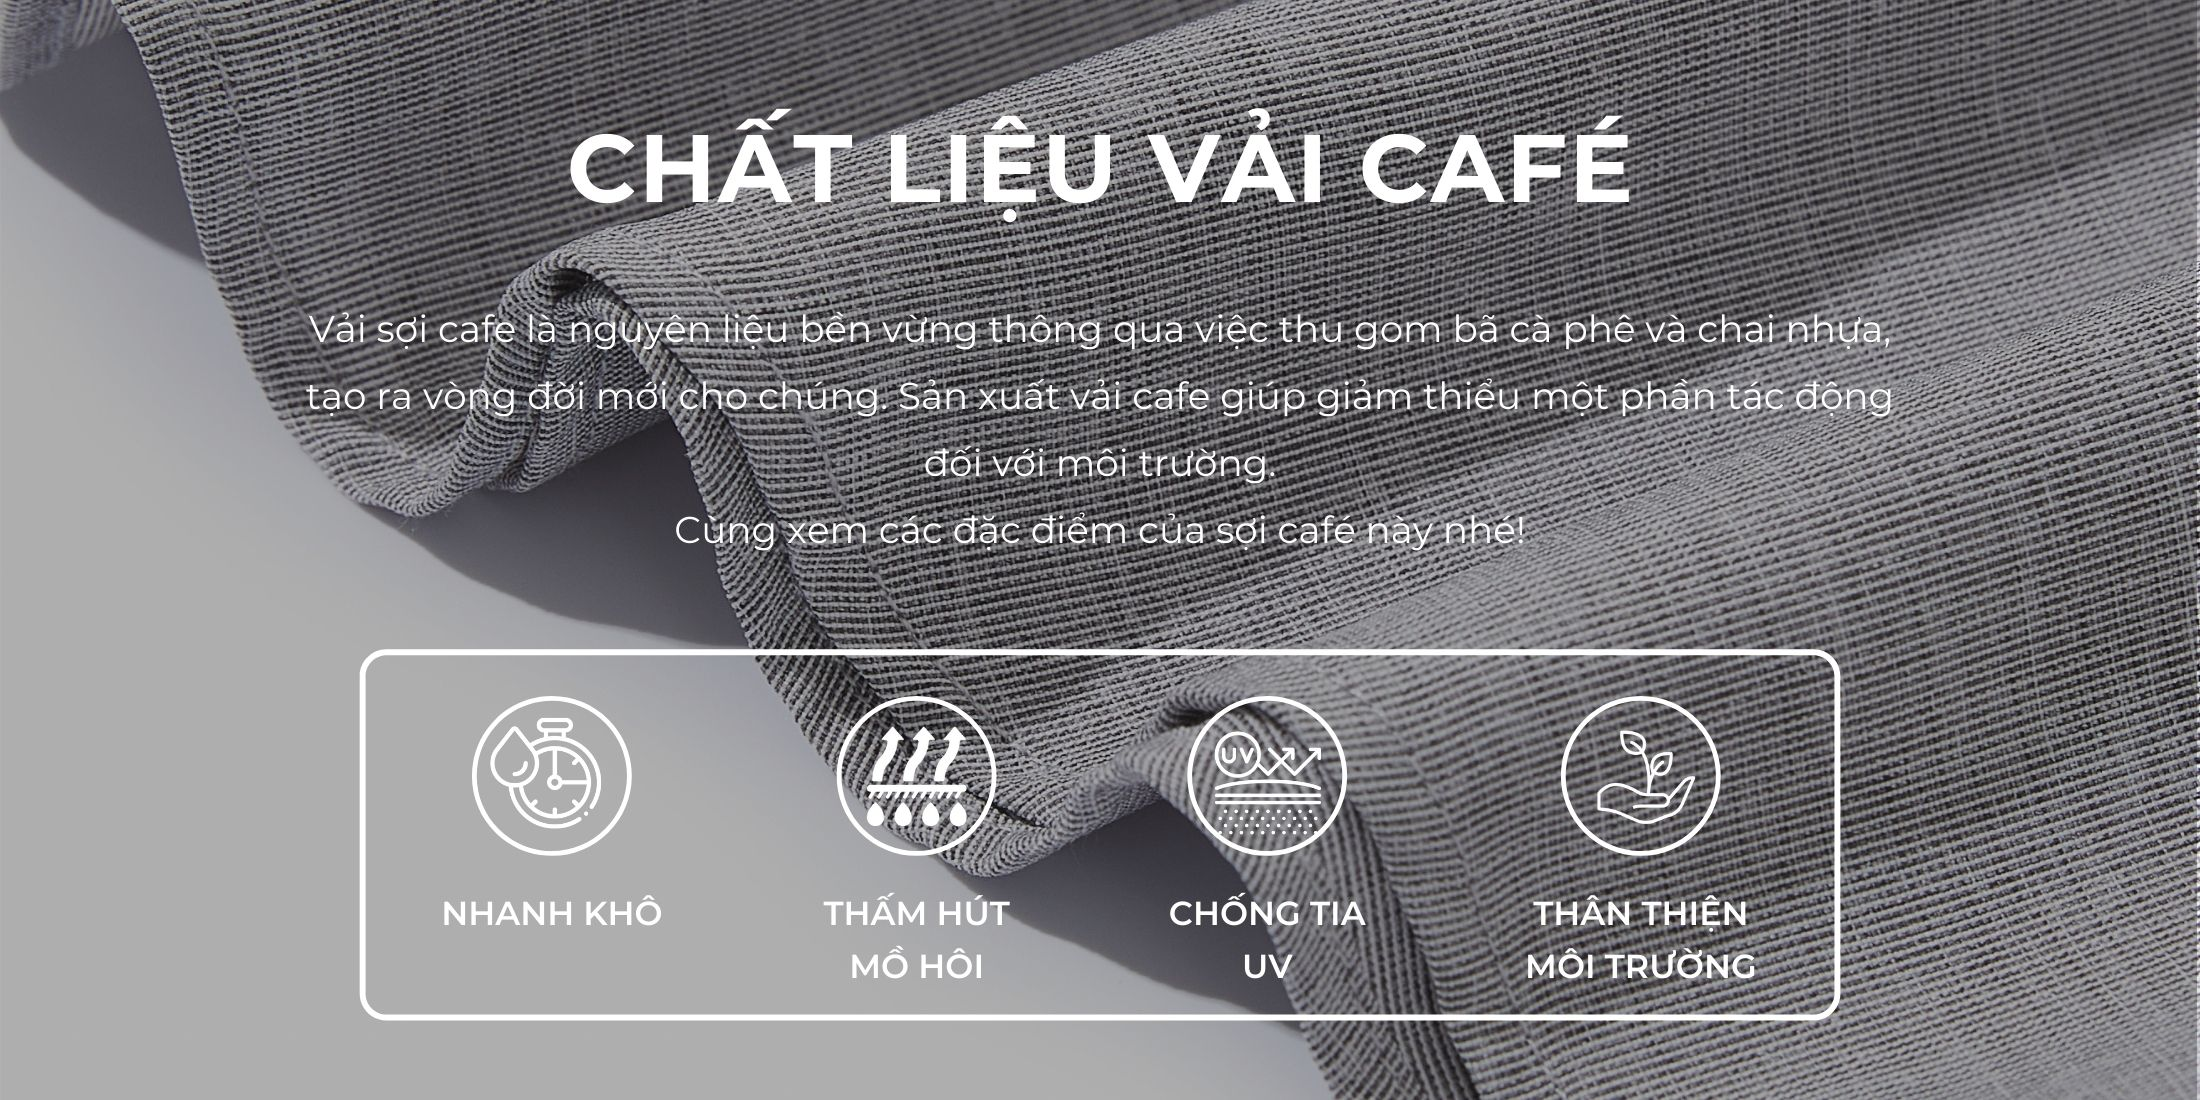 CHẤT LIỆU VẢI CAFÉ
Vải sợi cafe là nguyên liệu bền vừng thông qua việc thu gom bã cà phê và chai nhựa,
tạo ra vòng đời mới cho chúng. Sản xuất vải cafe giúp giảm thiểu một phần tác động
đối với môi trường.
Cùng xem các đặc điểm của sợi café này nhé!
UV
NHANH KHÔ
THẤM HÚT
MỒ HÔI
CHỐNG TIA
UV
THÂN THIỆN
MÔI TRƯỜNG